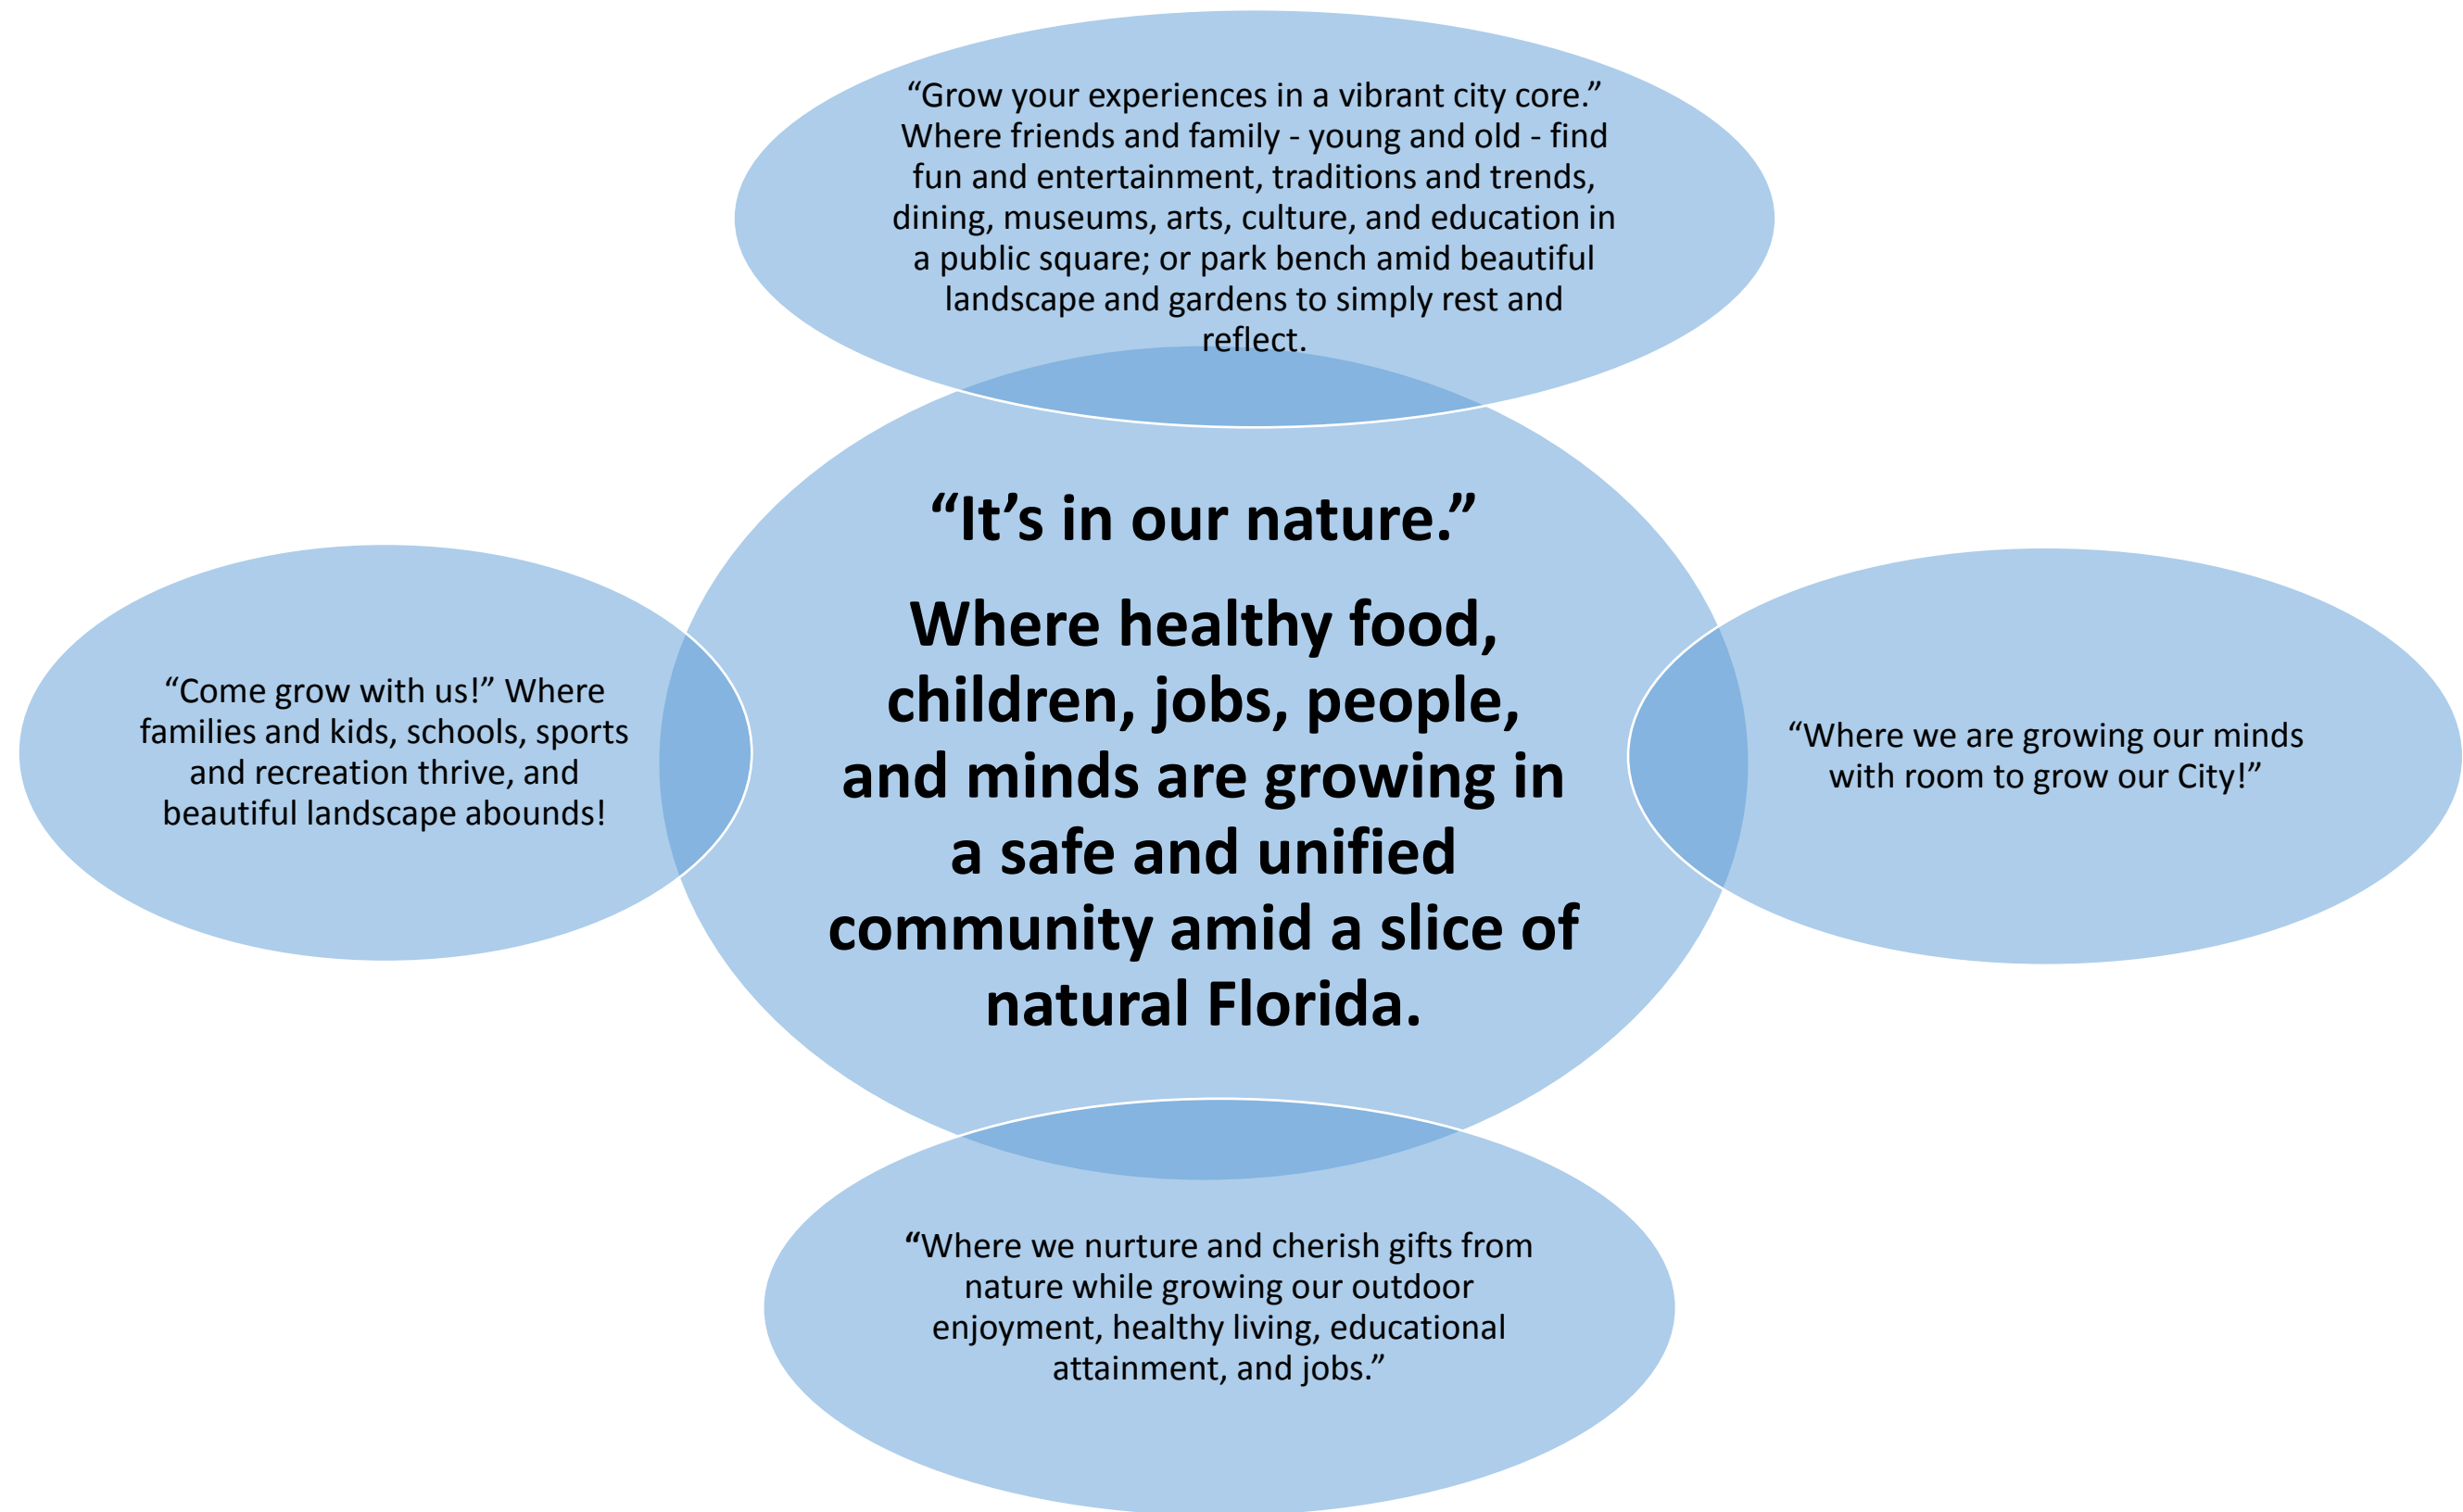 “Grow your experiences in a vibrant city core.”
Where friends and family - young and old - find
fun and entertainment, traditions and trends,
dining, museums, arts, culture, and education in
a public square; or park bench amid beautiful
landscape and gardens to simply rest and
reflect.
“It’s in our nature.”
Where healthy food,
children, jobs, people,
and minds are growing in
a safe and unified
community amid a slice of
natural Florida.
“Come grow with us!” Where
families and kids, schools, sports
and recreation thrive, and
beautiful landscape abounds!
“Where we are growing our minds
with room to grow our City!”
“Where we nurture and cherish gifts from
nature while growing our outdoor
enjoyment, healthy living, educational
attainment, and jobs.”